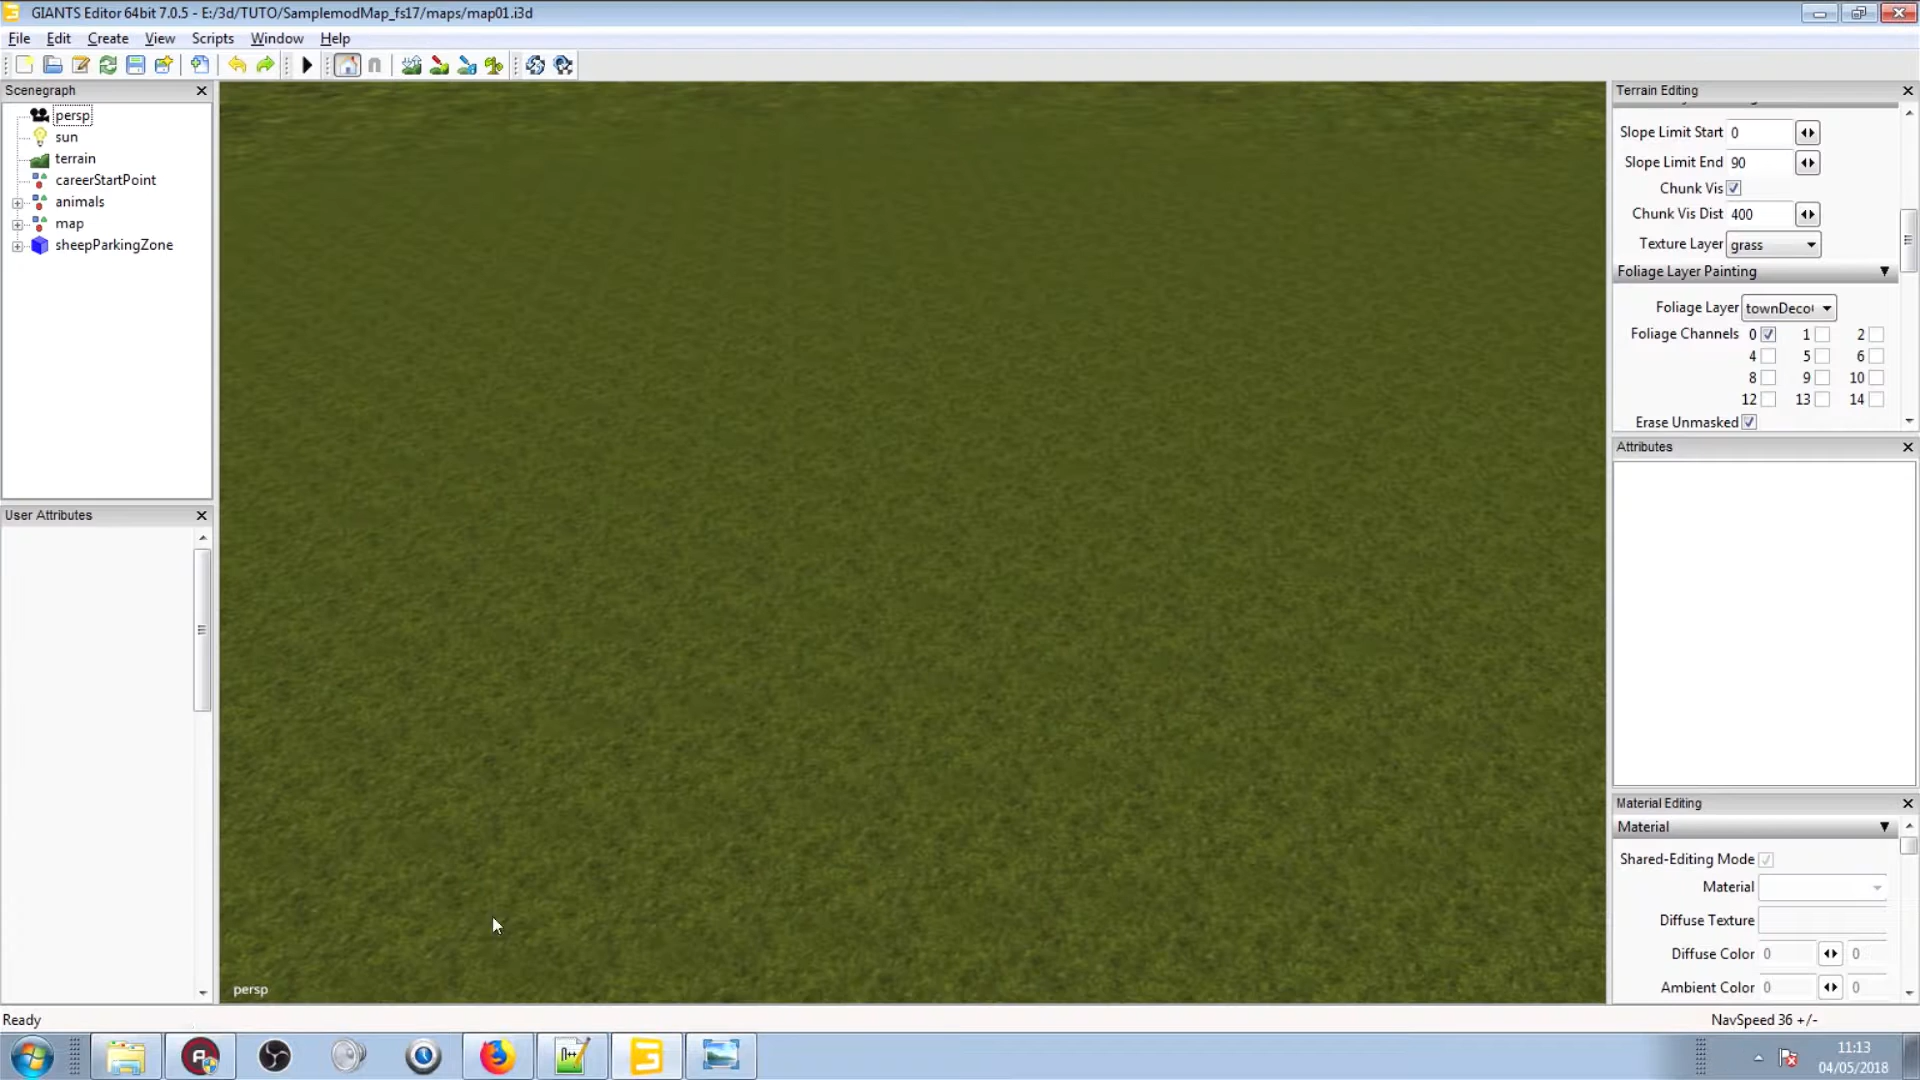 GIANTS Editor 64bit 7.0.5 - E:/3d/TUTO/SamplemodMap_fs17/maps/map01.i3d
File Edit Create View Scripts Window Help
Scenegraph
persp
sun
terrain
careerStartPoint
animals
map
sheepParkingZone
User Attributes
persp
Terrain Editing
Slope Limit Start 0
Slope Limit End 90
Chunk Vis
Chunk Vis Dist 400
Texture Layer grass
Foliage Layer Painting
Foliage Layer townDeco
Foliage Channels 0 1 2
4 5 6
8 9 10
12 13 14
Erase Unmasked
Attributes
Material Editing
Material
Shared-Editing Mode
Material
Diffuse Texture
Diffuse Color 0 0
Ambient Color 0 0
Ready
NavSpeed 36 +/-
11:13
04/05/2018